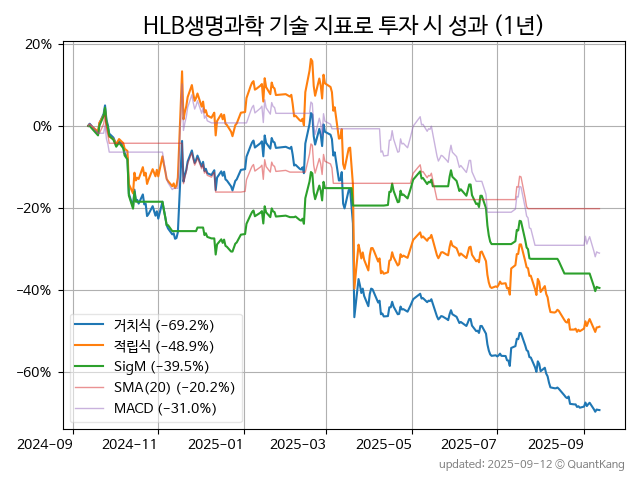 HLB생명과학 기술 지표로 투자 시 성과 (1년)
20%
0%
−20%
−40%
−60%
거치식 (−69.2%)
적립식 (−48.9%)
SigM (−39.5%)
SMA(20) (−20.2%)
MACD (−31.0%)
2024-09 2024-11 2025-01 2025-03 2025-05 2025-07 2025-09
updated: 2025-09-12 © QuantKang